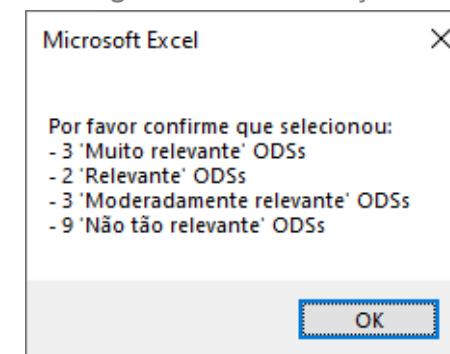 Microsoft Excel
Por favor confirme que selecionou:
- 3 'Muito relevante' ODSs
- 2 'Relevante' ODSs
- 3 'Moderadamente relevante' ODSs
- 9 'Não tão relevante' ODSs
OK